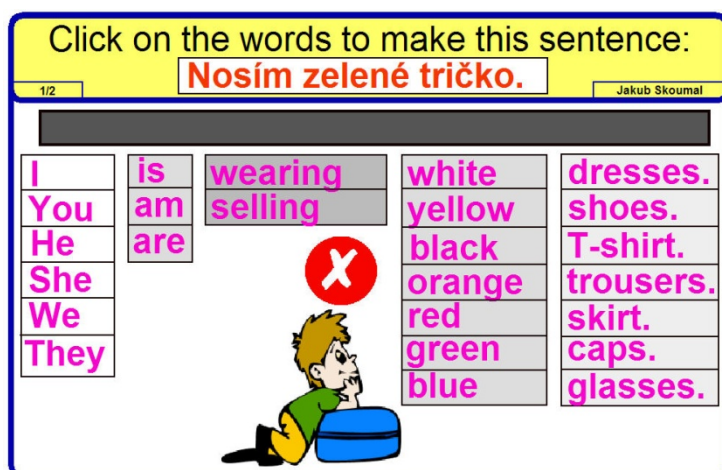 Click on the words to make this sentence:
Nosím zelené tričko.
1/2
Jakub Skoumal
I
You
He
She
We
They
is
am
are
wearing
selling
white
yellow
black
orange
red
green
blue
dresses.
shoes.
T-shirt.
trousers.
skirt.
caps.
glasses.